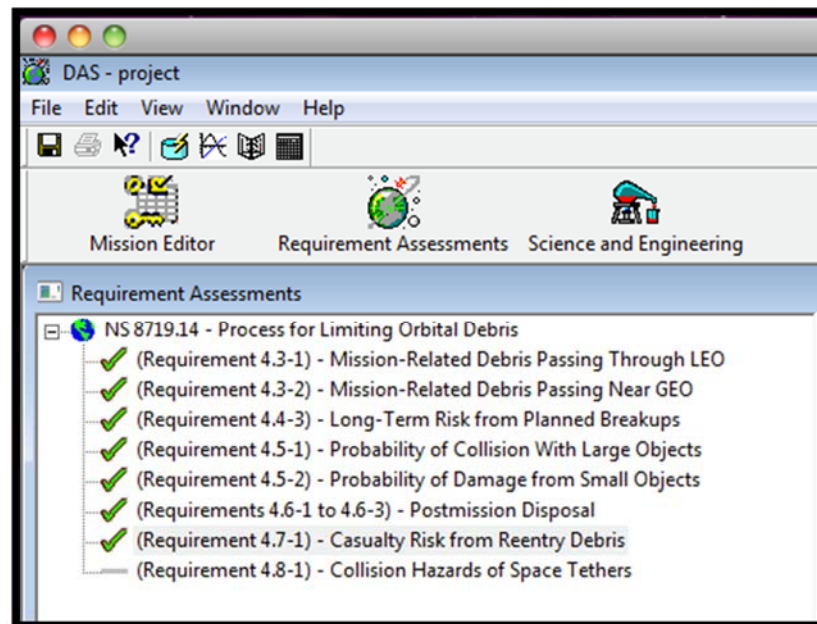 DAS - project
File Edit View Window Help
Mission Editor Requirement Assessments Science and Engineering
Requirement Assessments
NS 8719.14 - Process for Limiting Orbital Debris
(Requirement 4.3-1) - Mission-Related Debris Passing Through LEO
(Requirement 4.3-2) - Mission-Related Debris Passing Near GEO
(Requirement 4.4-3) - Long-Term Risk from Planned Breakups
(Requirement 4.5-1) - Probability of Collision With Large Objects
(Requirement 4.5-2) - Probability of Damage from Small Objects
(Requirements 4.6-1 to 4.6-3) - Postmission Disposal
(Requirement 4.7-1) - Casualty Risk from Reentry Debris
(Requirement 4.8-1) - Collision Hazards of Space Tethers